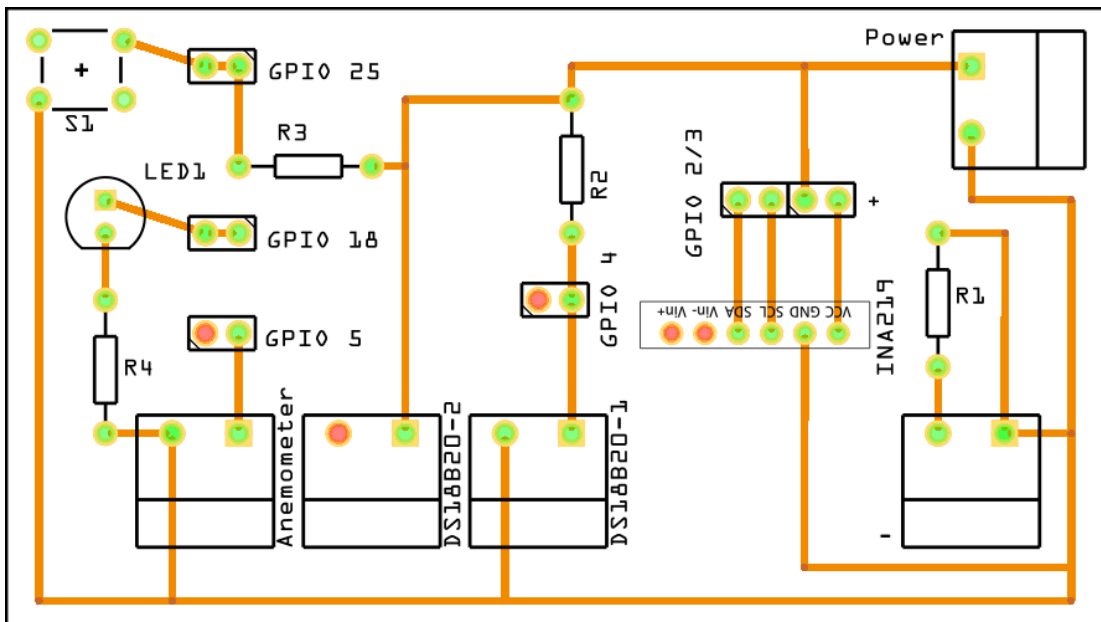 Power
+
GPIO 25
S1
R3
LED1
R2
GPIO 2/3
+
GPIO 18
GPIO 4
R1
Vin+ Vin- SDA SCL GND VCC
INA219
GPIO 5
R4
Anemometer
DS18B20-2
DS18B20-1
-